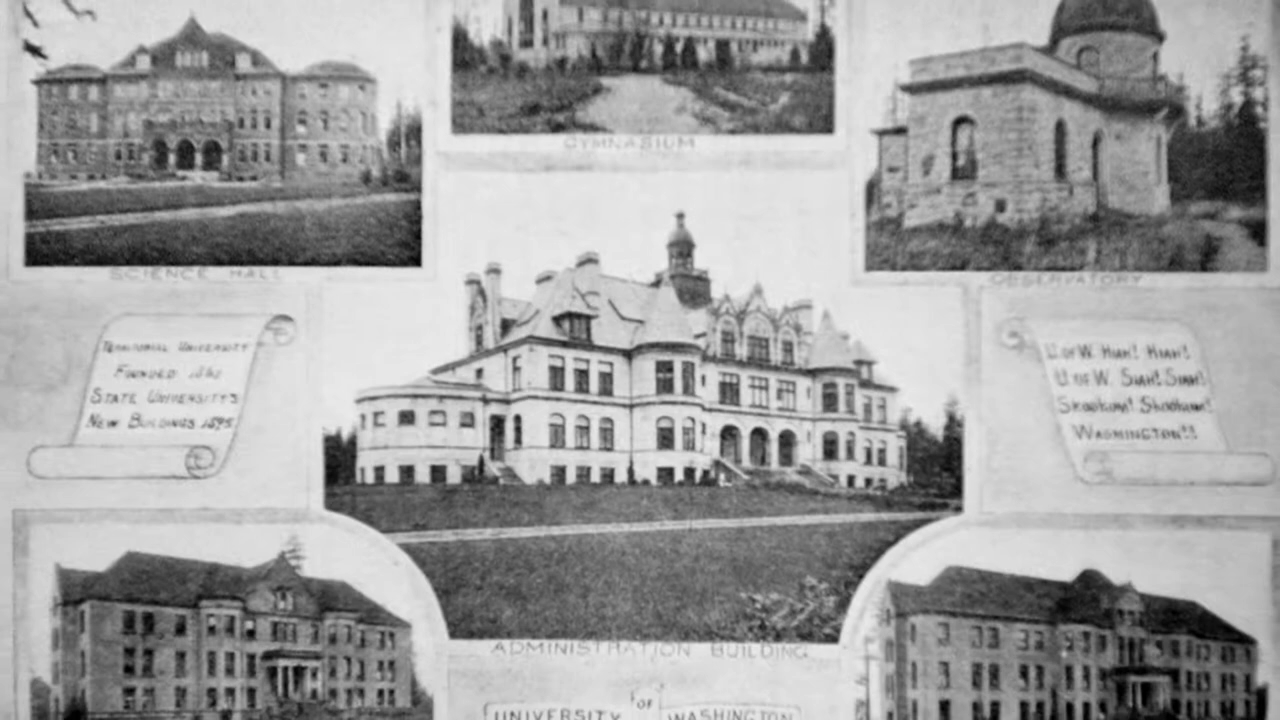 GYMNASIUM
SCIENCE HALL
OBSERVATORY
TERRITORIAL UNIVERSITY
FOUNDED
STATE UNIVERSITY'S
NEW BUILDINGS 1895
U OF W. HIAH! HIAH!
U OF W. SIAH! SIAH!
SKOOKUM! SKOOKUM!
WASHINGTON!!
ADMINISTRATION BUILDING
OF
UNIVERSITY WASHINGTON